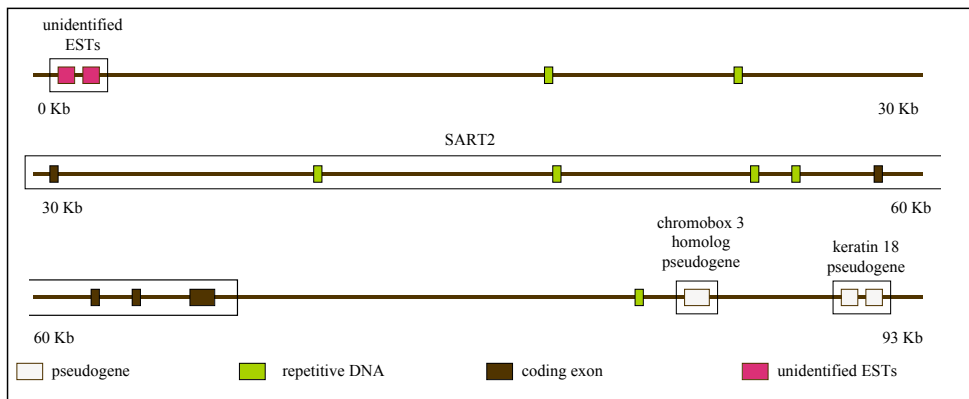 unidentified
ESTs
0 Kb
30 Kb
SART2
30 Kb
60 Kb
chromobox 3
homolog
pseudogene
keratin 18
pseudogene
60 Kb
93 Kb
pseudogene
repetitive DNA
coding exon
unidentified ESTs